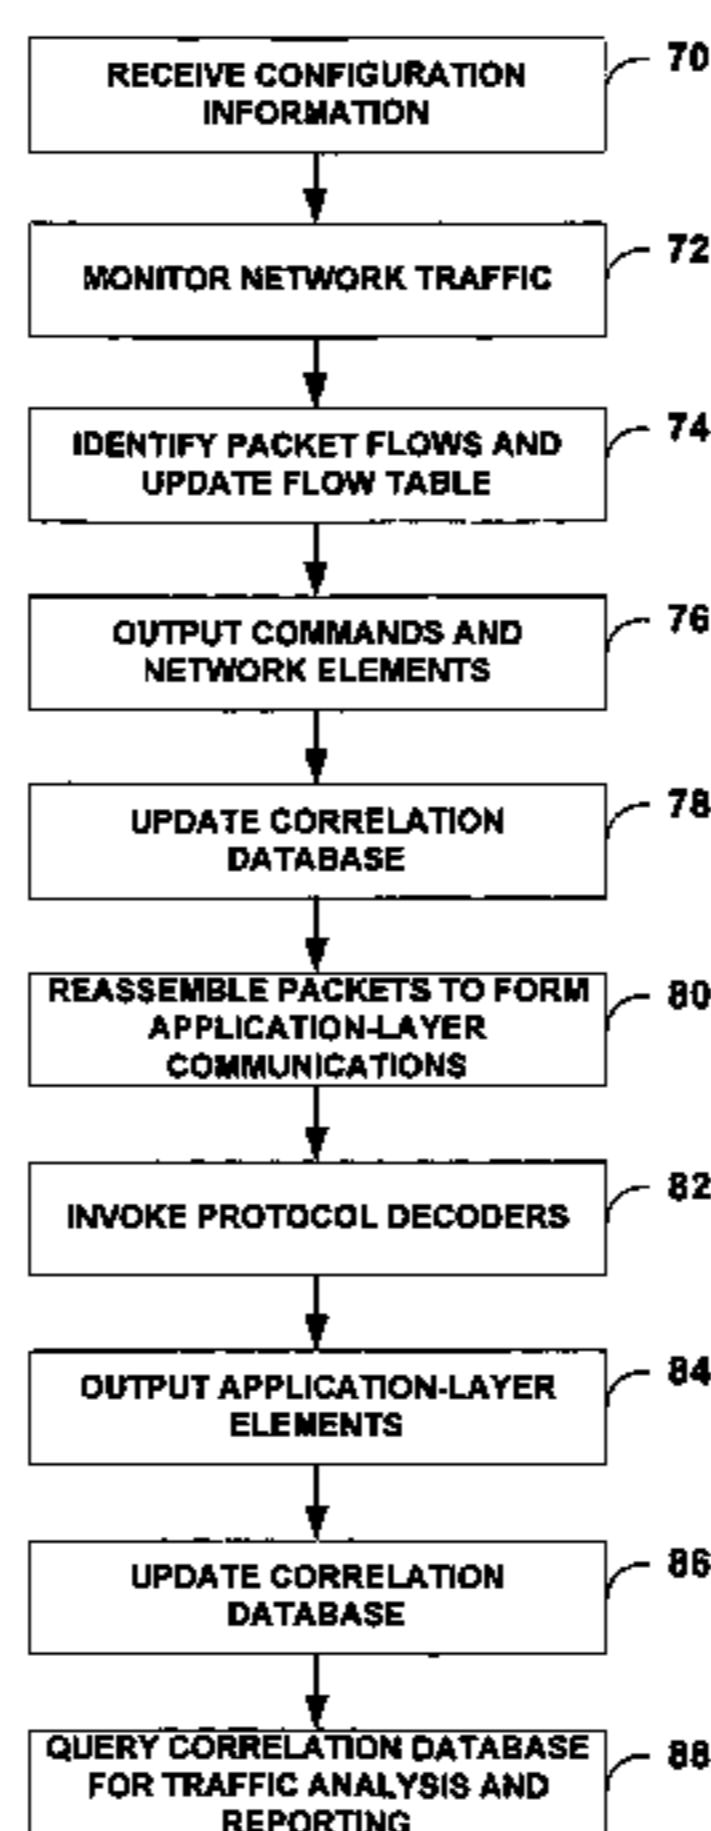 RECEIVE CONFIGURATION
INFORMATION
70
MONITOR NETWORK TRAFFIC
72
IDENTIFY PACKET FLOWS AND
UPDATE FLOW TABLE
74
OUTPUT COMMANDS AND
NETWORK ELEMENTS
76
UPDATE CORRELATION
DATABASE
78
REASSEMBLE PACKETS TO FORM
APPLICATION-LAYER
COMMUNICATIONS
80
INVOKE PROTOCOL DECODERS
82
OUTPUT APPLICATION-LAYER
ELEMENTS
84
UPDATE CORRELATION
DATABASE
86
QUERY CORRELATION DATABASE
FOR TRAFFIC ANALYSIS AND
REPORTING
88